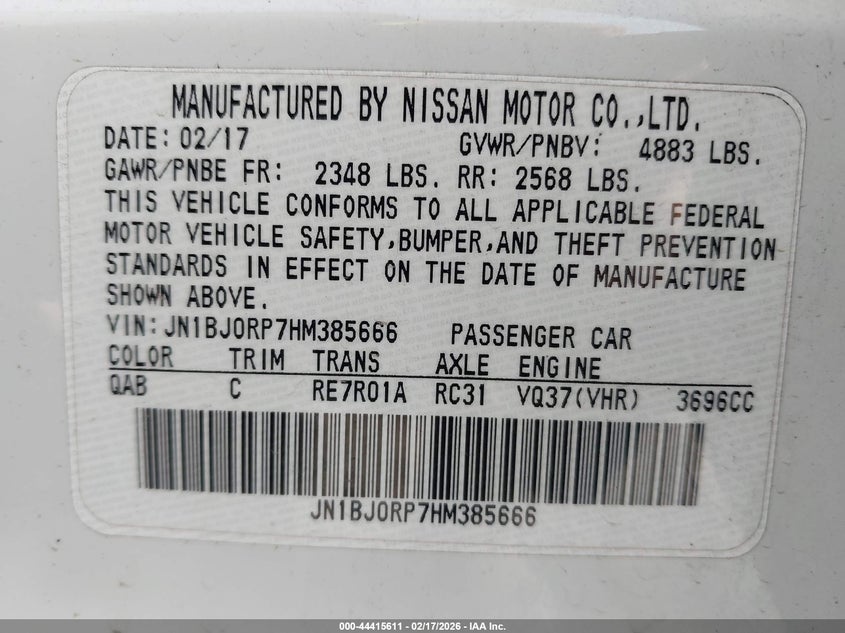 MANUFACTURED BY NISSAN MOTOR CO.,LTD.
DATE: 02/17 GVWR/PNBV: 4883 LBS.
GAWR/PNBE FR: 2348 LBS. RR: 2568 LBS.
THIS VEHICLE CONFORMS TO ALL APPLICABLE FEDERAL
MOTOR VEHICLE SAFETY,BUMPER,AND THEFT PREVENTION
STANDARDS IN EFFECT ON THE DATE OF MANUFACTURE
SHOWN ABOVE.
VIN:JN1BJ0RP7HM385666 PASSENGER CAR
COLOR TRIM TRANS AXLE ENGINE
QAB C RE7R01A RC31 VQ37(VHR) 3696CC
JN1BJ0RP7HM385666
000-44415611 - 02/17/2026 - IAA Inc.